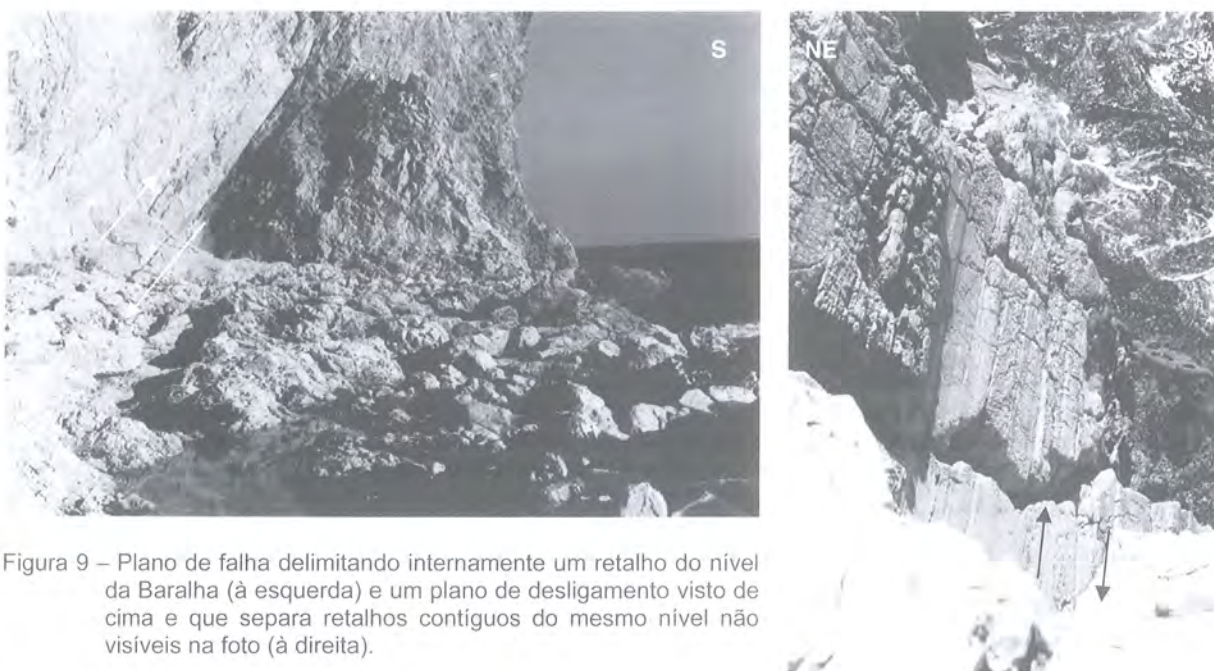 S
NE
SW
Figura 9 – Plano de falha delimitando internamente um retalho do nível
da Baralha (à esquerda) e um plano de desligamento visto de
cima e que separa retalhos contíguos do mesmo nível não
visíveis na foto (à direita).